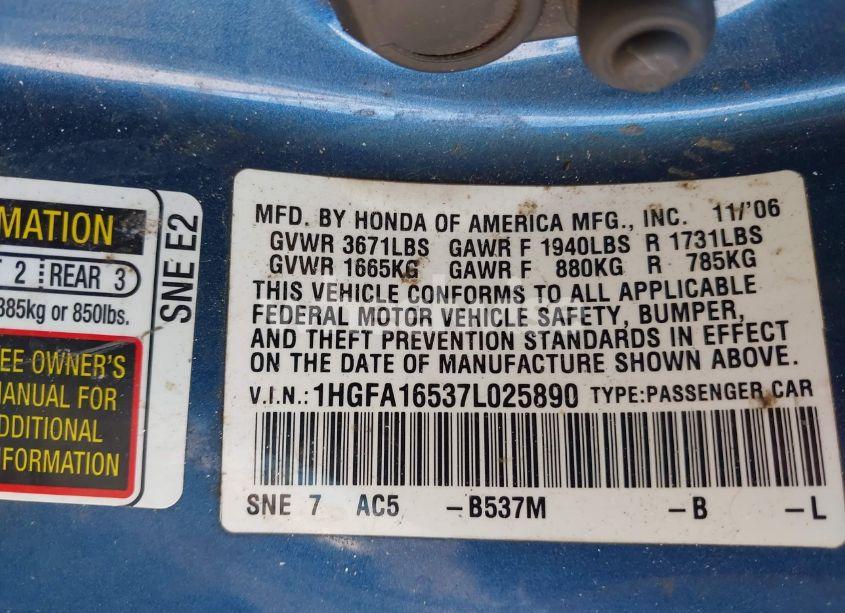 MATION
2 REAR 3
385kg or 850lbs.
SNE E2
EE OWNER'S
MANUAL FOR
DDITIONAL
NFORMATION
MFD. BY HONDA OF AMERICA MFG., INC. 11/'06
GVWR 3671LBS GAWR F 1940LBS R 1731LBS
GVWR 1665KG GAWR F 880KG R 785KG
THIS VEHICLE CONFORMS TO ALL APPLICABLE
FEDERAL MOTOR VEHICLE SAFETY, BUMPER,
AND THEFT PREVENTION STANDARDS IN EFFECT
ON THE DATE OF MANUFACTURE SHOWN ABOVE.
V.I.N.: 1HGFA16537L025890 TYPE:PASSENGER CAR
SNE 7 AC5 -B537M -B -L